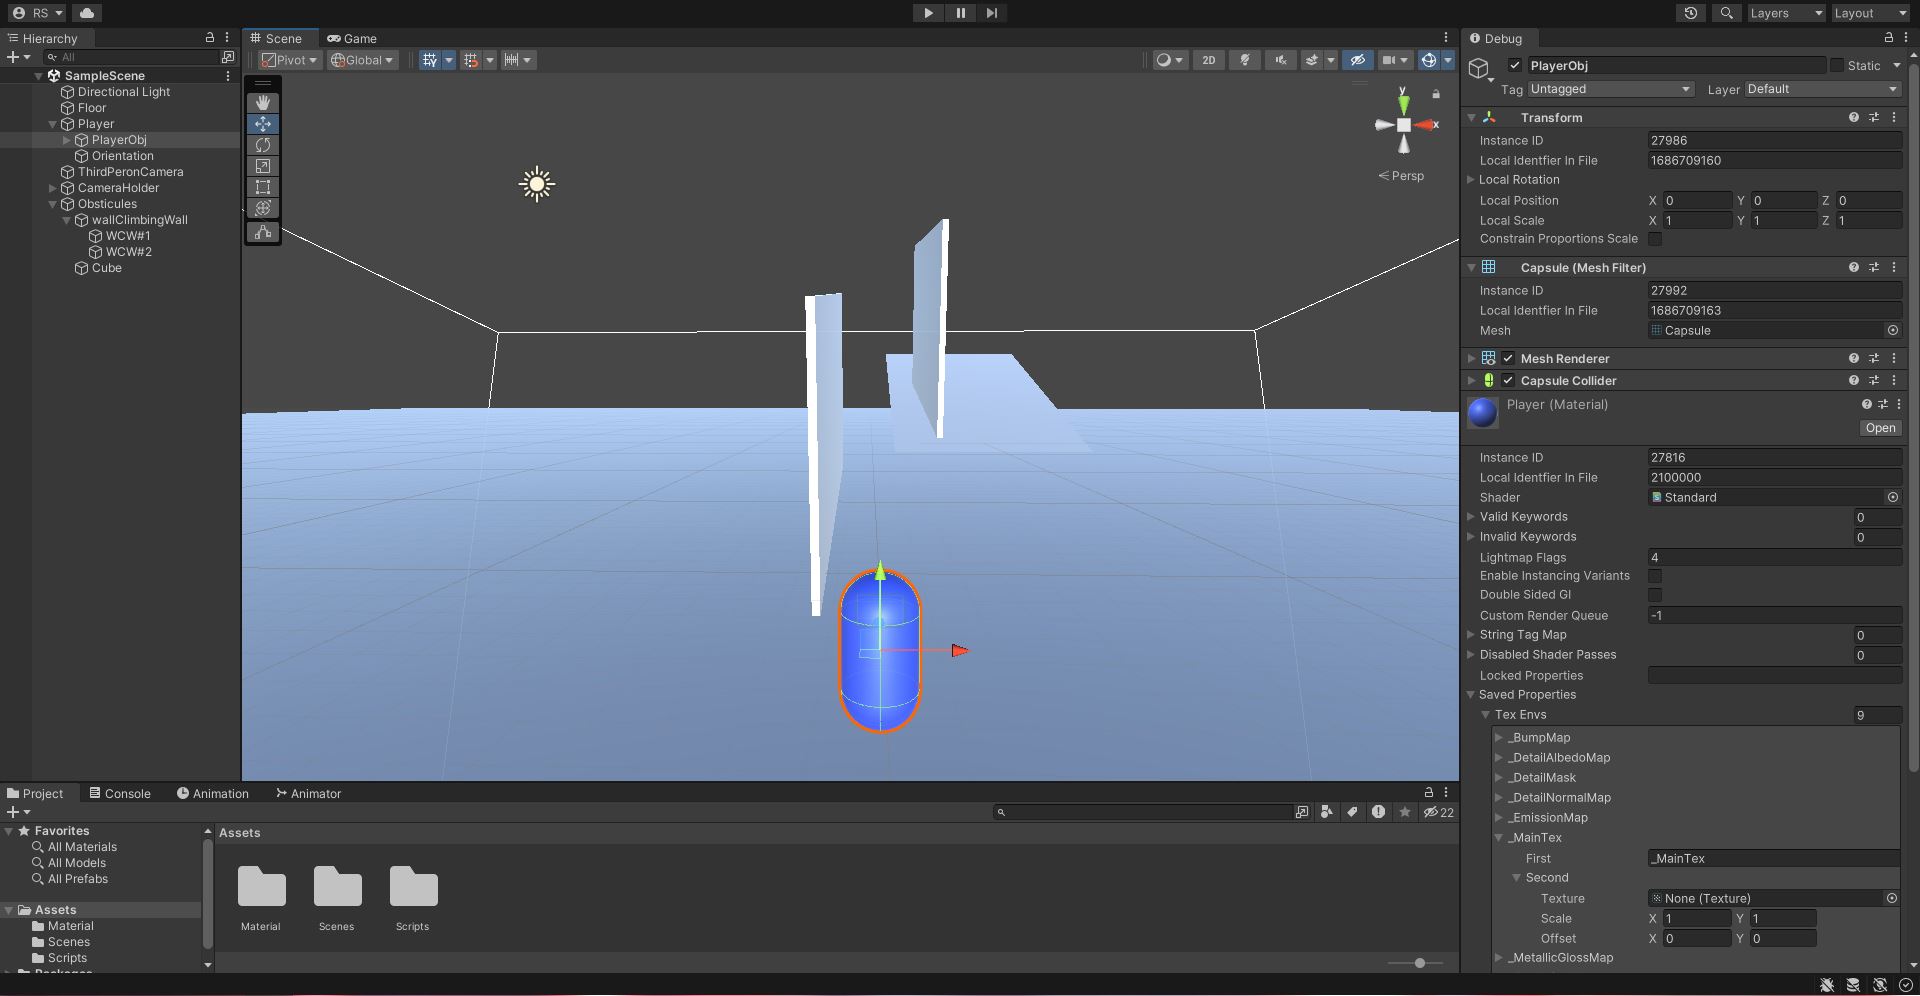 RS
Layers
Layout
Hierarchy
All
SampleScene
Directional Light
Floor
Player
PlayerObj
Orientation
ThirdPeronCamera
CameraHolder
Obsticules
wallClimbingWall
WCW#1
WCW#2
Cube
Scene
Game
Pivot
Global
2D
y
x
Persp
Debug
PlayerObj
Static
Tag Untagged Layer Default
Transform
Instance ID 27986
Local Identfier In File 1686709160
Local Rotation
Local Position X 0 Y 0 Z 0
Local Scale X 1 Y 1 Z 1
Constrain Proportions Scale
Capsule (Mesh Filter)
Instance ID 27992
Local Identfier In File 1686709163
Mesh Capsule
Mesh Renderer
Capsule Collider
Player (Material)
Open
Instance ID 27816
Local Identfier In File 2100000
Shader Standard
Valid Keywords 0
Invalid Keywords 0
Lightmap Flags 4
Enable Instancing Variants
Double Sided GI
Custom Render Queue -1
String Tag Map 0
Disabled Shader Passes 0
Locked Properties
Saved Properties
Tex Envs 9
_BumpMap
_DetailAlbedoMap
_DetailMask
_DetailNormalMap
_EmissionMap
_MainTex
First _MainTex
Second
Texture None (Texture)
Scale X 1 Y 1
Offset X 0 Y 0
_MetallicGlossMap
Project
Console
Animation
Animator
22
Favorites
All Materials
All Models
All Prefabs
Assets
Material
Scenes
Scripts
Assets
Material
Scenes
Scripts